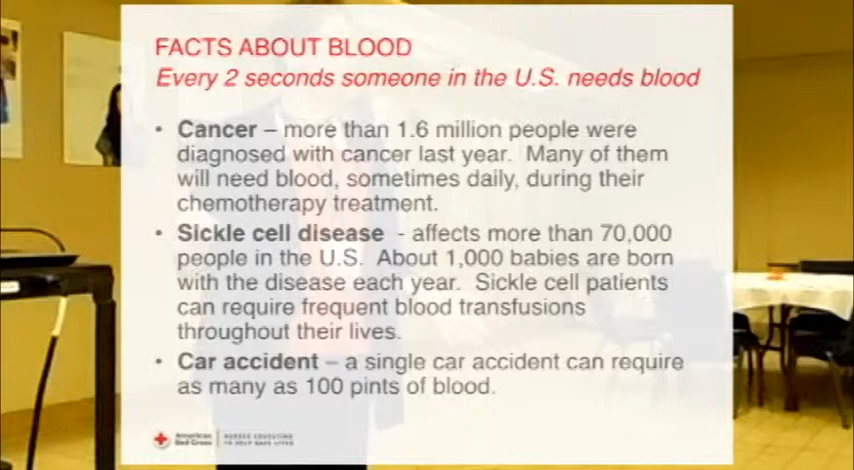 FACTS ABOUT BLOOD
Every 2 seconds someone in the U.S. needs blood
• Cancer – more than 1.6 million people were
diagnosed with cancer last year. Many of them
will need blood, sometimes daily, during their
chemotherapy treatment.
• Sickle cell disease - affects more than 70,000
people in the U.S. About 1,000 babies are born
with the disease each year. Sickle cell patients
can require frequent blood transfusions
throughout their lives.
• Car accident – a single car accident can require
as many as 100 pints of blood.
American
Red Cross
TO HELP SAVE LIVES